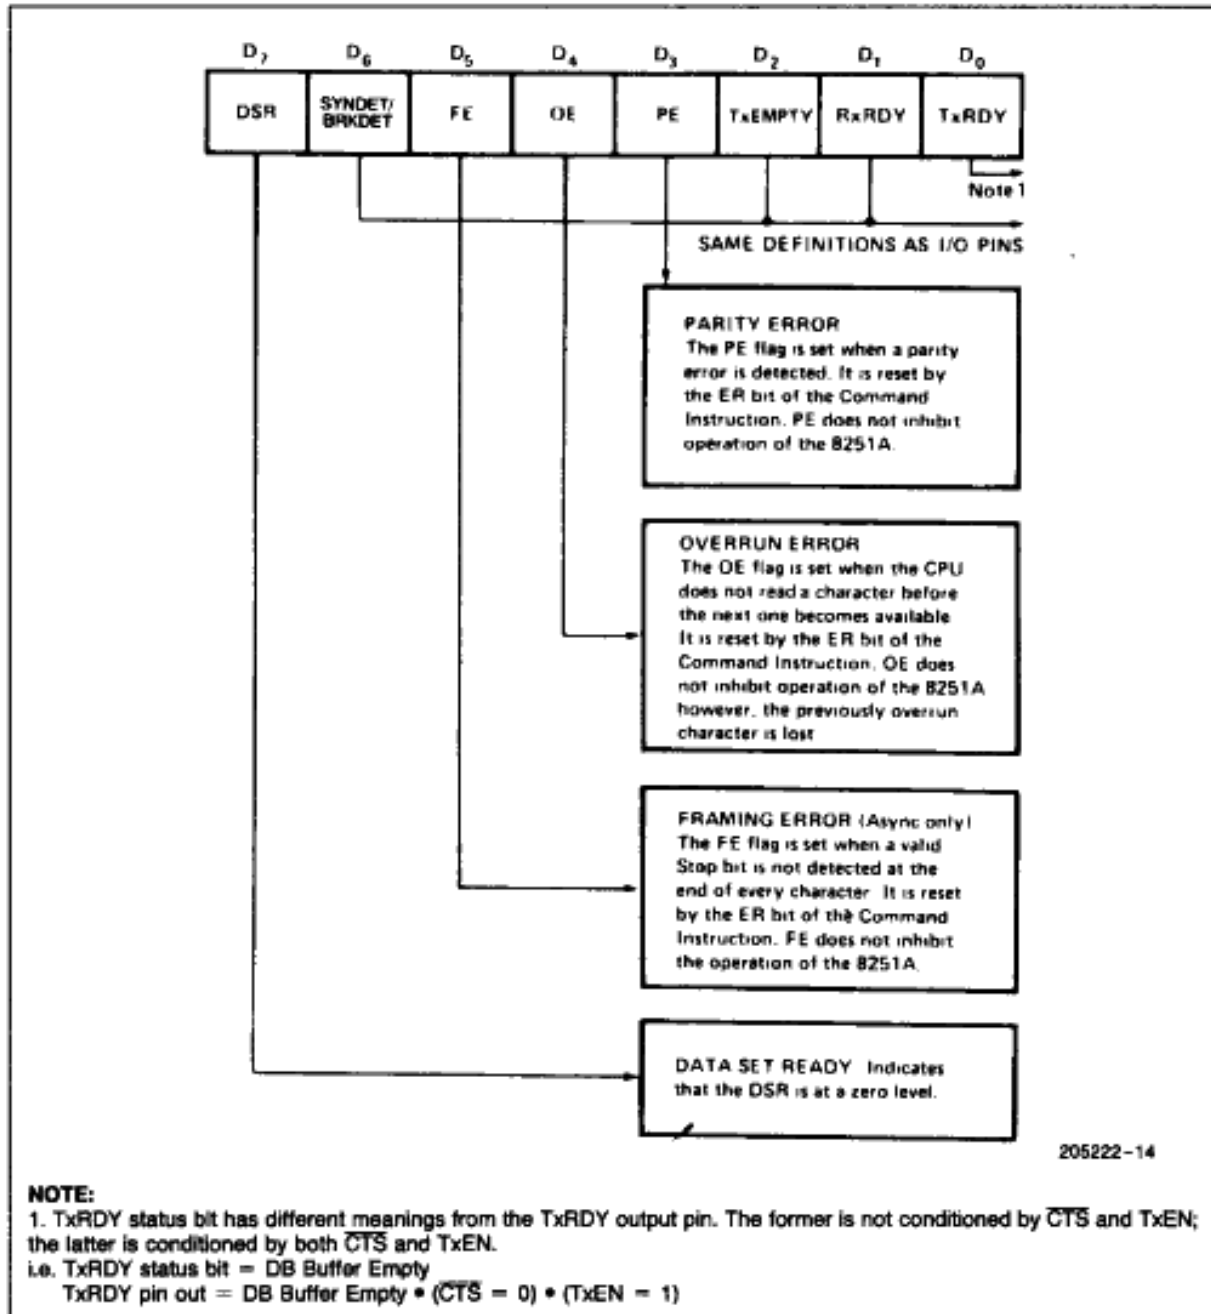 D7 D6 D5 D4 D3 D2 D1 D0
DSR SYNDET/ BRKDET FE OE PE TxEMPTY RxRDY TxRDY
Note 1
SAME DEFINITIONS AS I/O PINS
PARITY ERROR
The PE flag is set when a parity
error is detected. It is reset by
the ER bit of the Command
Instruction. PE does not inhibit
operation of the 8251A.
OVERRUN ERROR
The OE flag is set when the CPU
does not read a character before
the next one becomes available
It is reset by the ER bit of the
Command Instruction. OE does
not inhibit operation of the 8251A
however, the previously overrun
character is lost
FRAMING ERROR (Async only)
The FE flag is set when a valid
Stop bit is not detected at the
end of every character It is reset
by the ER bit of the Command
Instruction. FE does not inhibit
the operation of the 8251A.
DATA SET READY Indicates
that the DSR is at a zero level.
205222-14
NOTE:
1. TxRDY status bit has different meanings from the TxRDY output pin. The former is not conditioned by C̅T̅S̅ and TxEN;
the latter is conditioned by both C̅T̅S̅ and TxEN.
i.e. TxRDY status bit = DB Buffer Empty
TxRDY pin out = DB Buffer Empty • (C̅T̅S̅ = 0) • (TxEN = 1)